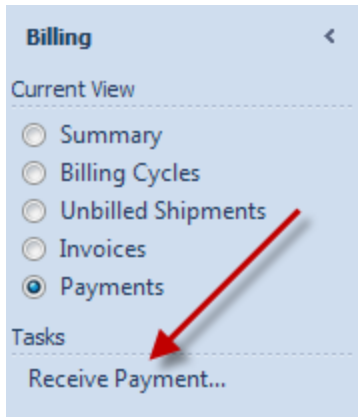 Billing
Current View
Summary
Billing Cycles
Unbilled Shipments
Invoices
Payments
Tasks
Receive Payment...